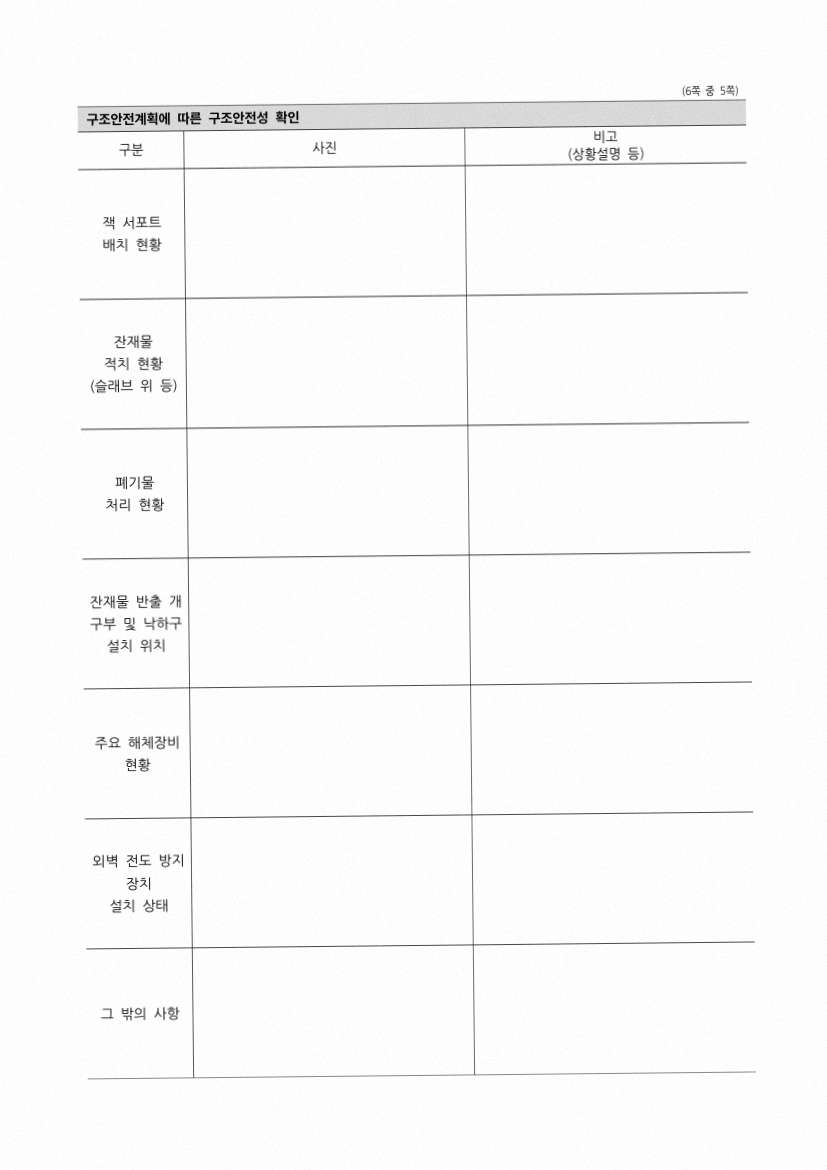 (6쪽 중 5쪽)
구조안전계획에 따른 구조안전성 확인
구분
사진
비고
(상황설명 등)
잭 서포트
배치 현황
잔재물
적치 현황
(슬래브 위 등)
폐기물
처리 현황
잔재물 반출 개
구부 및 낙하구
설치 위치
주요 해체장비
현황
외벽 전도 방지
장치
설치 상태
그 밖의 사항